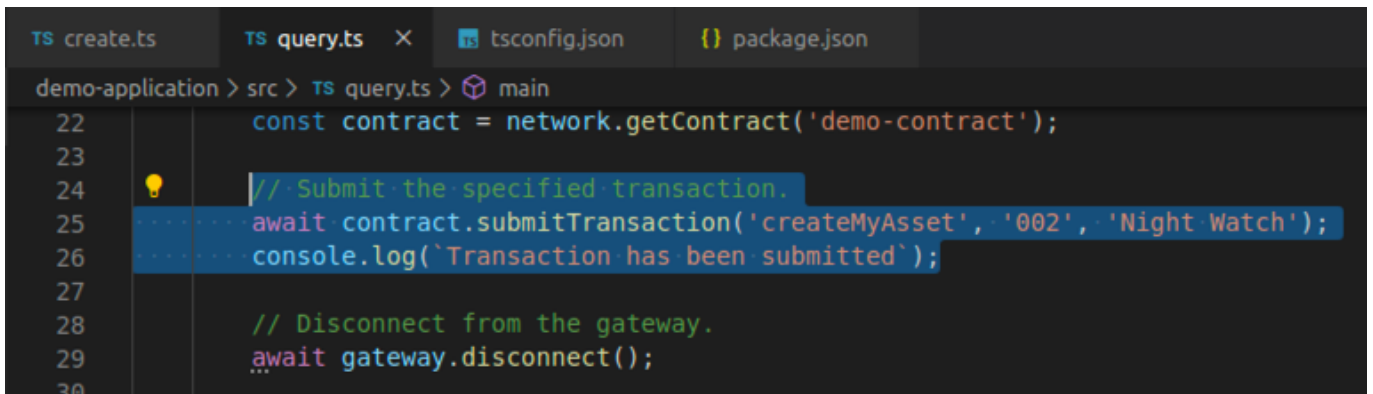 TS create.ts TS query.ts × TS tsconfig.json {} package.json
demo-application > src > TS query.ts > main
22 const contract = network.getContract('demo-contract');
23
24 // Submit the specified transaction.
25 await contract.submitTransaction('createMyAsset', '002', 'Night Watch');
26 console.log(`Transaction has been submitted`);
27
28 // Disconnect from the gateway.
29 await gateway.disconnect();
30